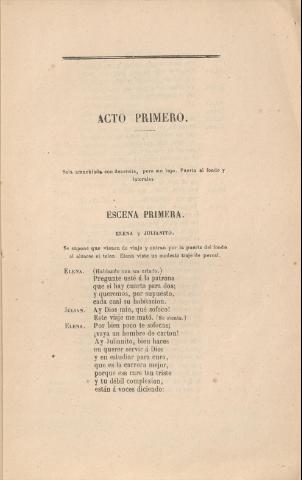 ACTO PRIMERO.
Sala amueblada con decencia, pero sin lujo. Puerta al fondo y
laterales
ESCENA PRIMERA.
ELENA y JULIANITO.
Se supone que vienen de viaje y entran por la puerta del fondo
al alzarse el telon. Elena viste un modesto traje de percal.
ELENA. (Hablando con un criado.)
Pregunte usté á la patrona
que si hay cuarto para dos;
y queremos, por supuesto,
cada cual su habitacion.
JULIAN. Ay Dios mio, qué sofoco!
Este viaje me mató. (Se sienta.)
ELENA. Por bien poco te sofocas;
¡vaya un hombre de carton!
Ay Julianito, bien haces
en querer servir á Dios
y en estudiar para cura,
que es la carrera mejor,
porque esa cara tan triste
y tu débil complexion,
están á voces diciendo: